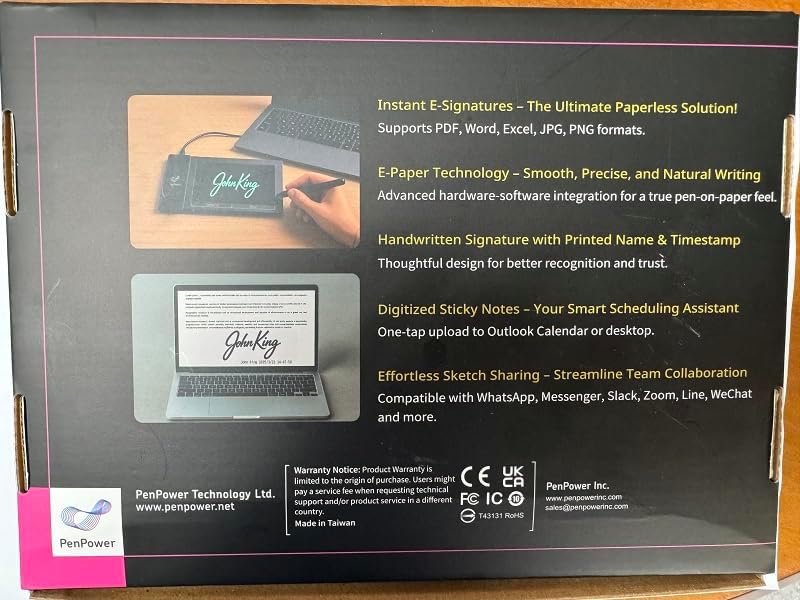 Instant E-Signatures – The Ultimate Paperless Solution!
Supports PDF, Word, Excel, JPG, PNG formats.
John King
E-Paper Technology – Smooth, Precise, and Natural Writing
Advanced hardware-software integration for a true pen-on-paper feel.
Handwritten Signature with Printed Name & Timestamp
Thoughtful design for better recognition and trust.
John King
Digitized Sticky Notes – Your Smart Scheduling Assistant
One-tap upload to Outlook Calendar or desktop.
Effortless Sketch Sharing – Streamline Team Collaboration
Compatible with WhatsApp, Messenger, Slack, Zoom, Line, WeChat
and more.
PenPower
PenPower Technology Ltd.
www.penpower.net
Warranty Notice: Product Warranty is
limited to the origin of purchase. Users might
pay a service fee when requesting technical
support and/or product service in a different
country.
Made in Taiwan
CE UK CA
FC IC 10
T43131 RoHS
PenPower Inc.
www.penpowerinc.com
sales@penpowerinc.com